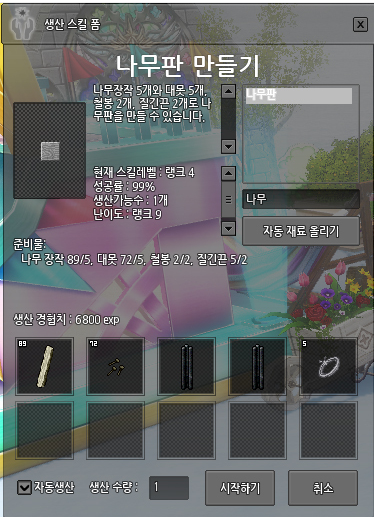 생산 스킬 폼
나무판 만들기
나무장작 5개와 대못 5개,
철봉 2개, 질긴끈 2개로 나
무판을 만들 수 있습니다.
나무판
현재 스킬레벨 : 랭크 4
성공률 : 99%
생산가능수 : 1개
난이도 : 랭크 9
나무
자동 재료 올리기
준비물:
나무 장작 89/5, 대못 72/5, 철봉 2/2, 질긴끈 5/2
생산 경험치 : 6800 exp
89
72
5
자동생산
생산 수량 :
1
시작하기
취소